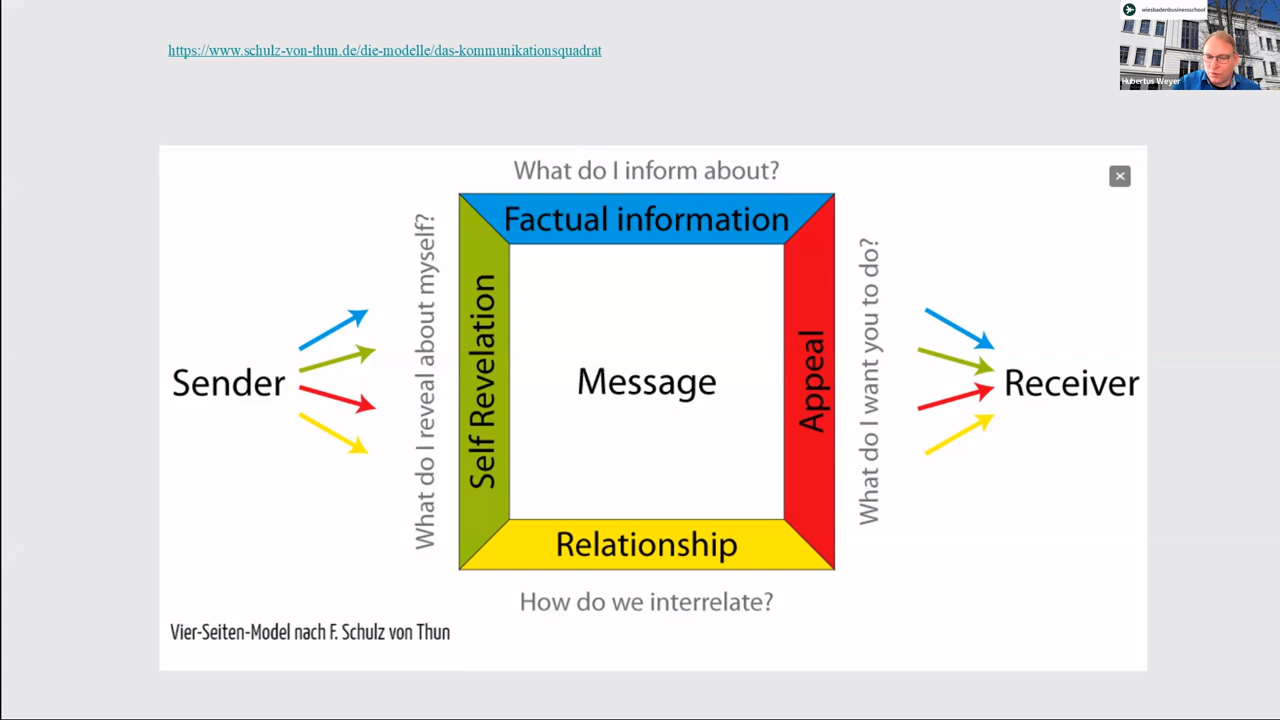 https://www.schulz-von-thun.de/die-modelle/das-kommunikationsquadrat
wiesbadenbusinessschool
Hubertus Weyer
What do I inform about?
Factual information
What do I reveal about myself?
Self Revelation
Sender
Message
Appeal
What do I want you to do?
Receiver
Relationship
How do we interrelate?
Vier-Seiten-Model nach F. Schulz von Thun